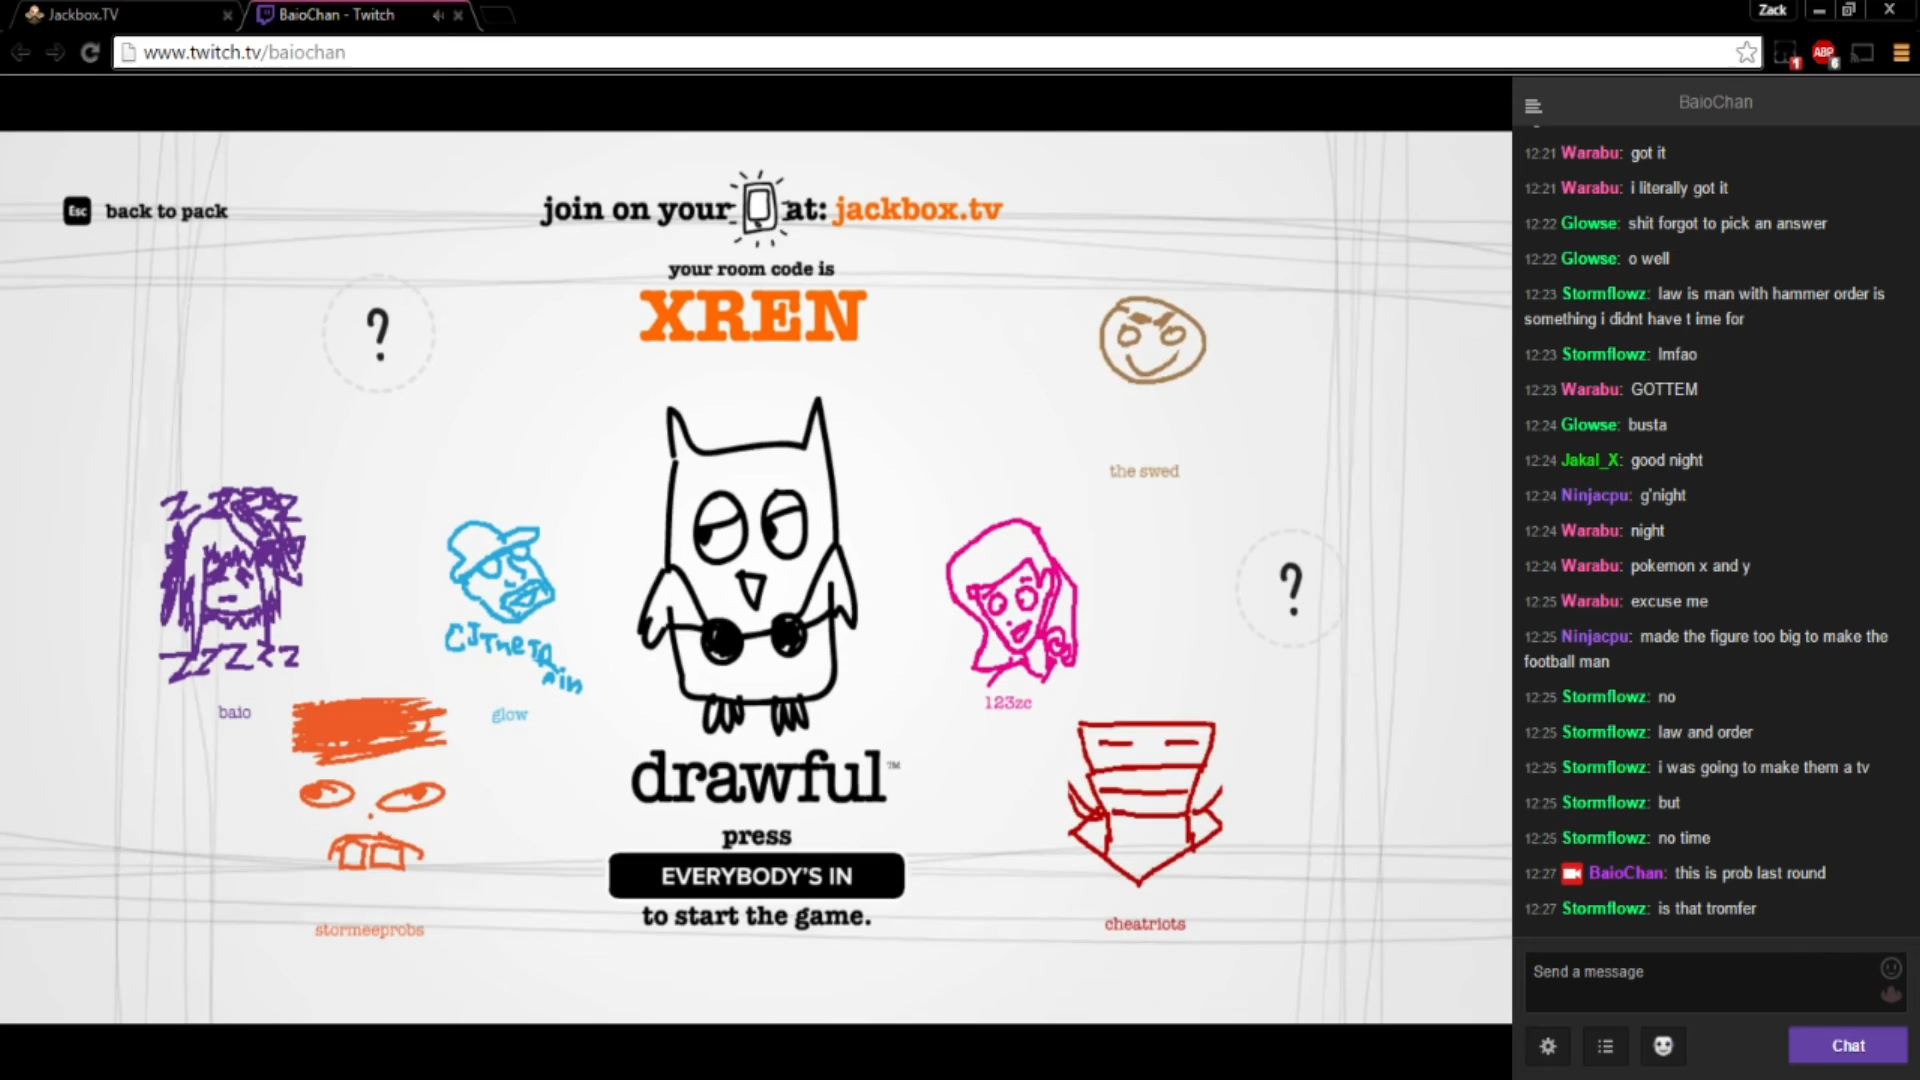 Jackbox.TV
BaioChan - Twitch
Zack
www.twitch.tv/baiochan
1
ABP
6
Esc back to pack
join on your at: jackbox.tv
your room code is
XREN
?
the swed
?
CJ THe TRain
baio
glow
123zc
drawful™
press
EVERYBODY'S IN
to start the game.
stormeeprobs
cheatriots
BaioChan
12:21 Warabu: got it
12:21 Warabu: i literally got it
12:22 Glowse: shit forgot to pick an answer
12:22 Glowse: o well
12:23 Stormflowz: law is man with hammer order is
something i didnt have t ime for
12:23 Stormflowz: lmfao
12:23 Warabu: GOTTEM
12:24 Glowse: busta
12:24 Jakal_X: good night
12:24 Ninjacpu: g'night
12:24 Warabu: night
12:24 Warabu: pokemon x and y
12:25 Warabu: excuse me
12:25 Ninjacpu: made the figure too big to make the
football man
12:25 Stormflowz: no
12:25 Stormflowz: law and order
12:25 Stormflowz: i was going to make them a tv
12:25 Stormflowz: but
12:25 Stormflowz: no time
12:27 BaioChan: this is prob last round
12:27 Stormflowz: is that tromfer
Send a message
Chat